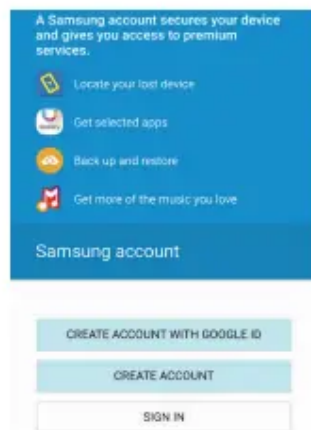 A Samsung account secures your device
and gives you access to premium
services.
Locate your lost device
Get selected apps
Back up and restore
Get more of the music you love
Samsung account
CREATE ACCOUNT WITH GOOGLE ID
CREATE ACCOUNT
SIGN IN